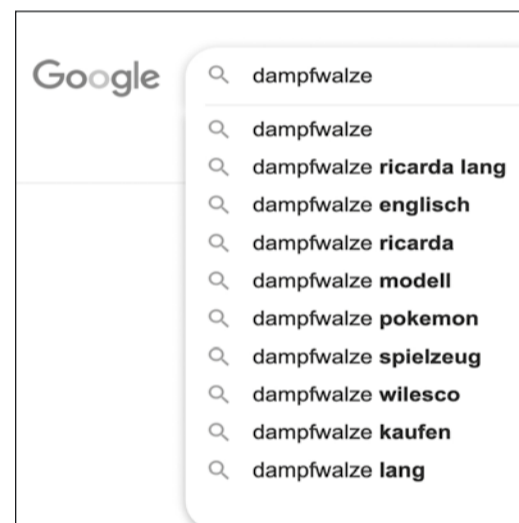 Google
dampfwalze
dampfwalze
dampfwalze ricarda lang
dampfwalze englisch
dampfwalze ricarda
dampfwalze modell
dampfwalze pokemon
dampfwalze spielzeug
dampfwalze wilesco
dampfwalze kaufen
dampfwalze lang